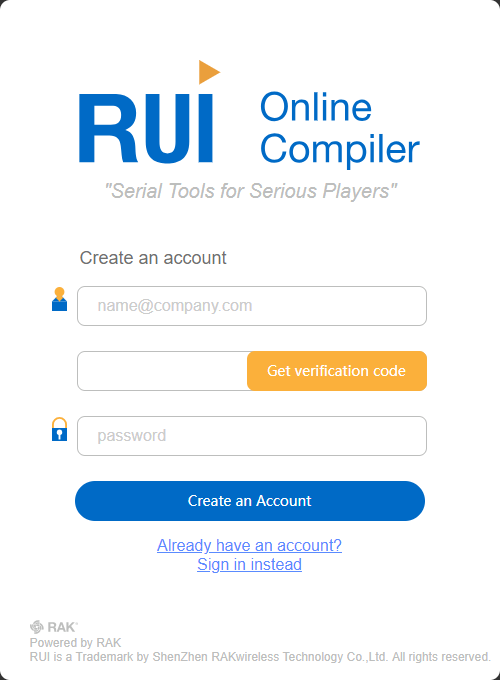 RUI
Online
Compiler
"Serial Tools for Serious Players"
Create an account
name@company.com
Get verification code
password
Create an Account
Already have an account?
Sign in instead
RAK
Powered by RAK
RUI is a Trademark by ShenZhen RAKwireless Technology Co.,Ltd. All rights reserved.